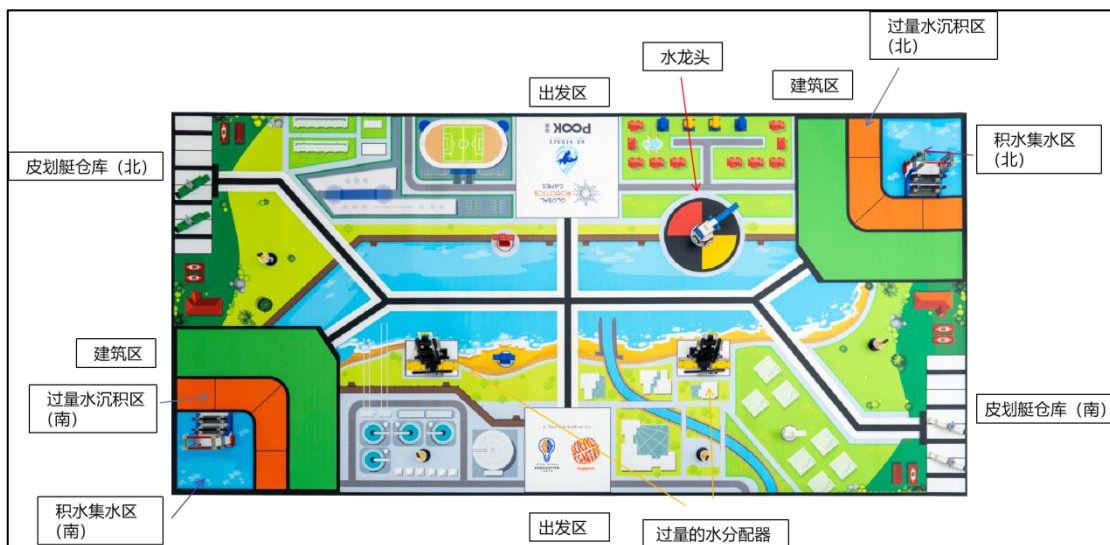 过量水沉积区
(北)
水龙头
建筑区
出发区
积水集水区
(北)
皮划艇仓库（北）
POOK
GLOBAL
ROBOTICS
GAMES
建筑区
过量水沉积区
(南)
皮划艇仓库（南）
SCIENCE
CENTRE
积水集水区
(南)
出发区
过量的水分配器